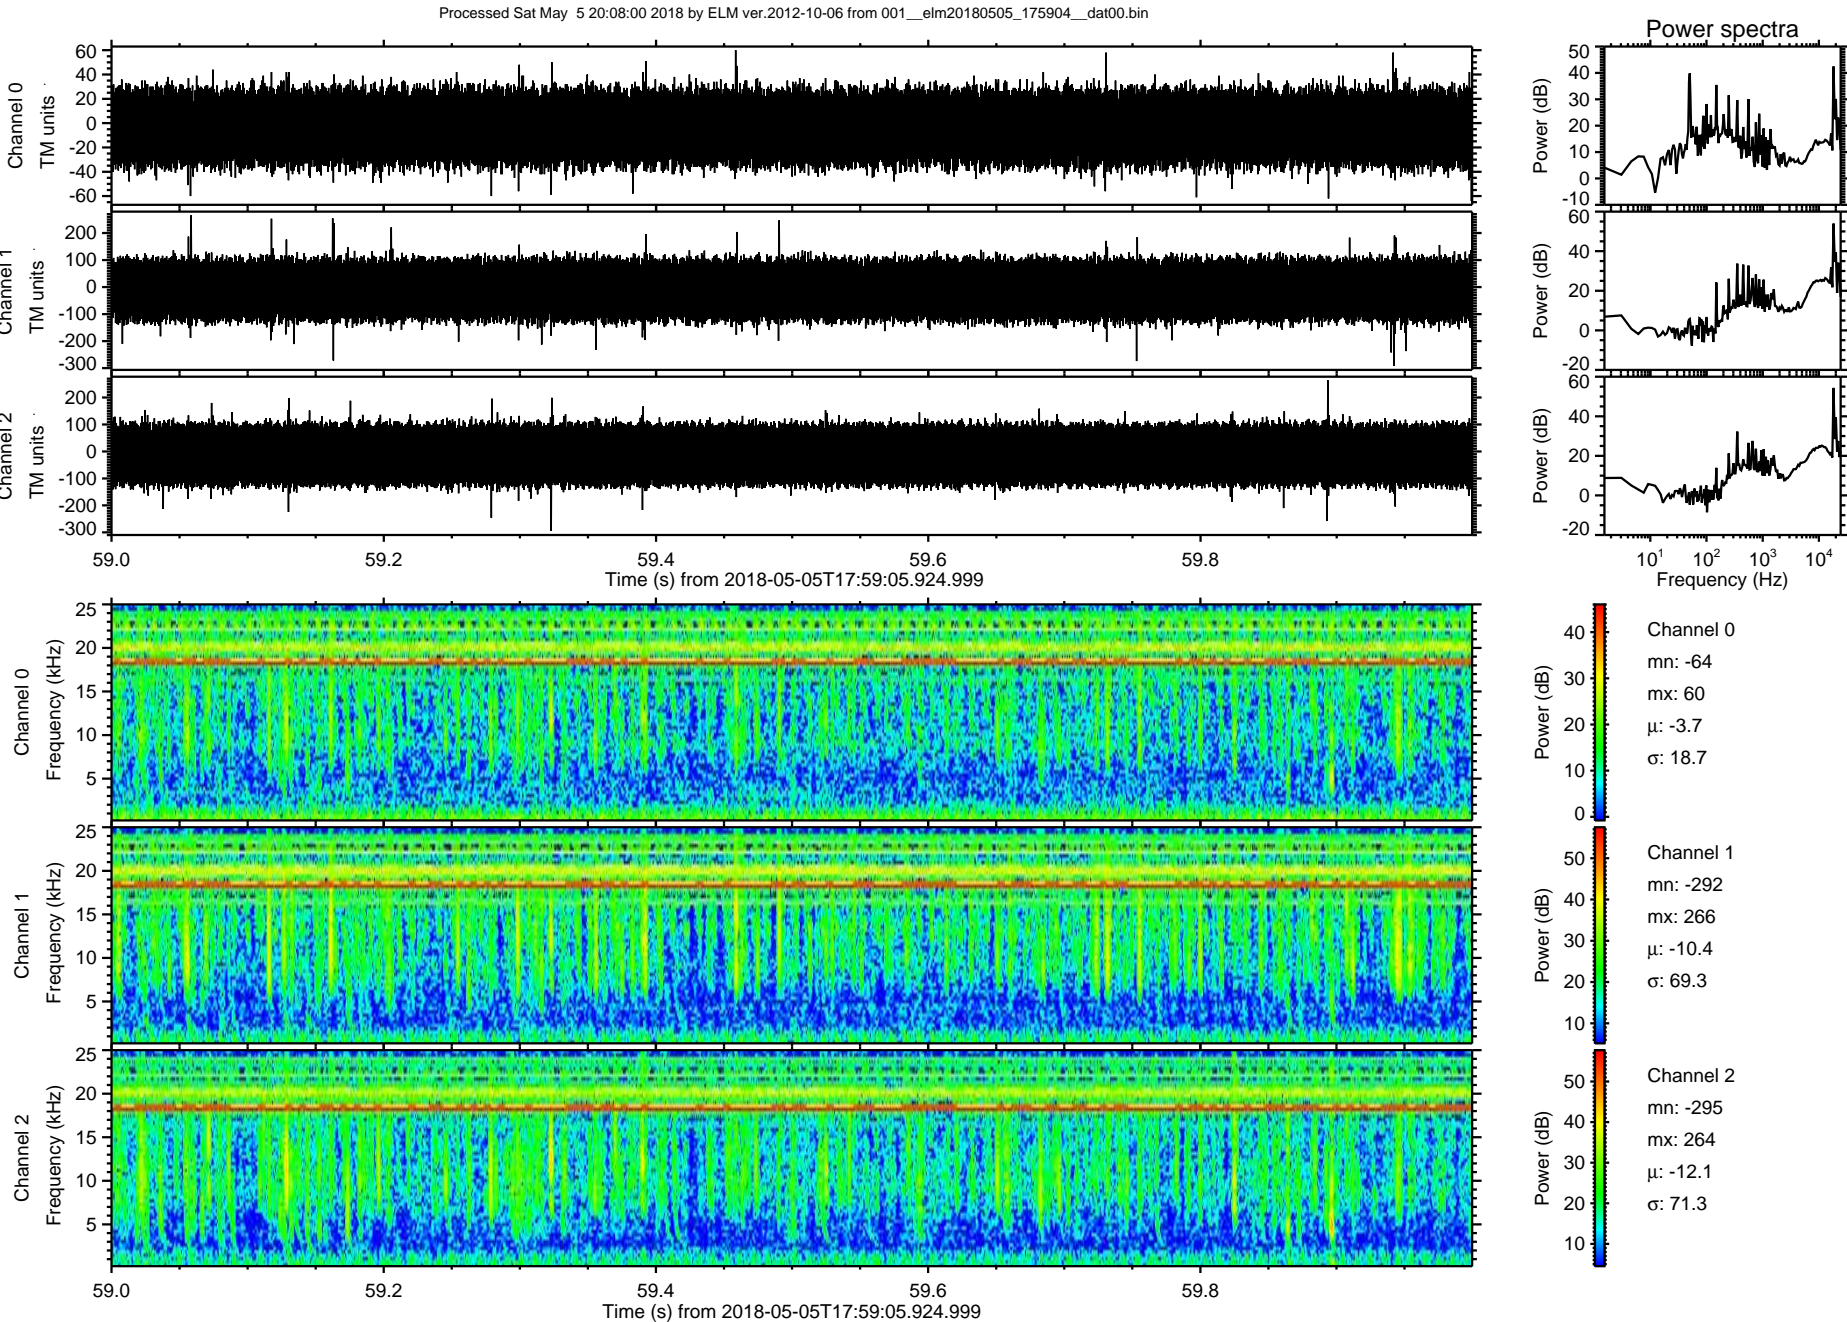 Processed Sat May  5 20:08:00 2018 by ELM ver.2012-10-06 from 001__elm20180505_175904__dat00.bin
Power spectra
Channel 0
TM units
60
40
20
0
-20
-40
-60
Power (dB)
50
40
30
20
10
0
-10
Channel 1
TM units
200
100
0
-100
-200
-300
Power (dB)
60
40
20
0
-20
Channel 2
TM units
200
100
0
-100
-200
-300
Power (dB)
60
40
20
0
-20
59.0 59.2 59.4 59.6 59.8
Time (s) from 2018-05-05T17:59:05.924.999
10^1 10^2 10^3 10^4
Frequency (Hz)
Channel 0
Frequency (kHz)
25
20
15
10
5
Power (dB)
40
30
20
10
0
Channel 0
mn: -64
mx: 60
μ: -3.7
σ: 18.7
Channel 1
Frequency (kHz)
25
20
15
10
5
Power (dB)
50
40
30
20
10
Channel 1
mn: -292
mx: 266
μ: -10.4
σ: 69.3
Channel 2
Frequency (kHz)
25
20
15
10
5
Power (dB)
50
40
30
20
10
Channel 2
mn: -295
mx: 264
μ: -12.1
σ: 71.3
59.0 59.2 59.4 59.6 59.8
Time (s) from 2018-05-05T17:59:05.924.999